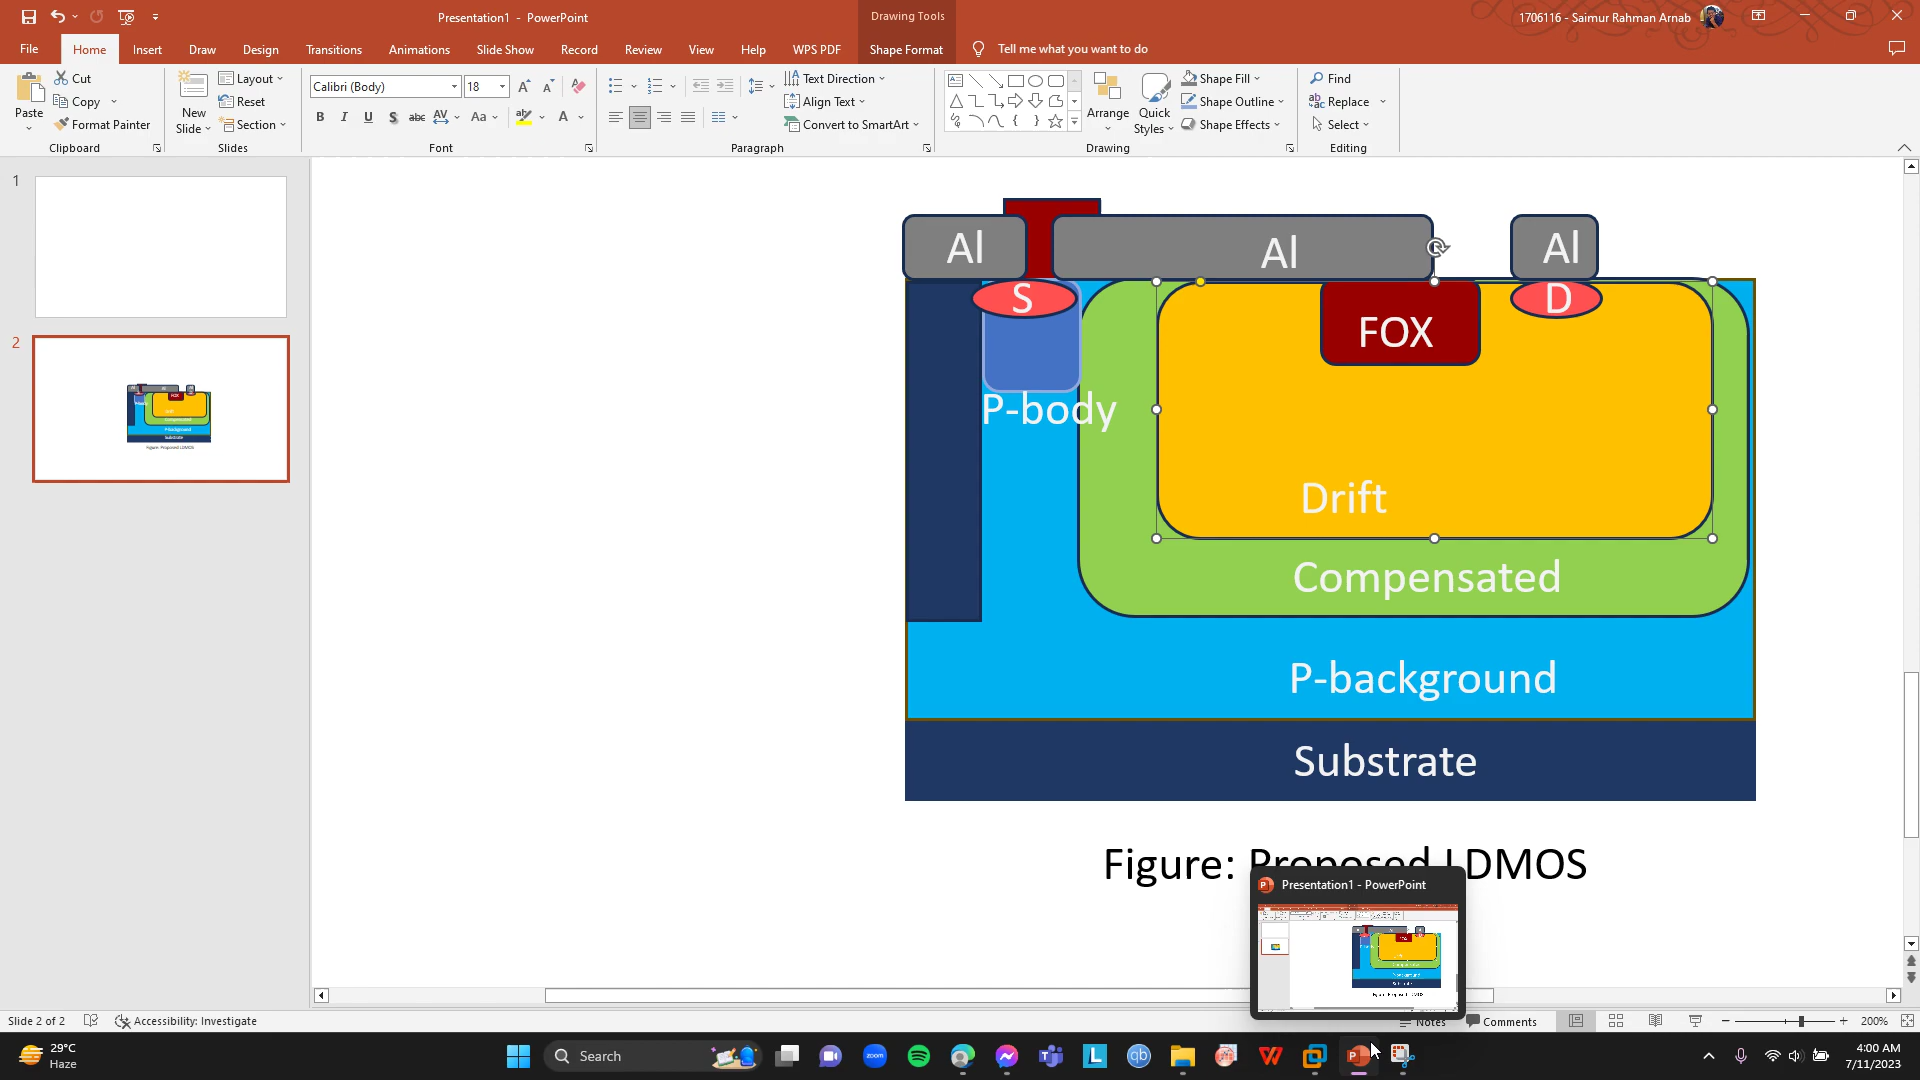 Presentation1 - PowerPoint
Drawing Tools
1706116 - Saimur Rahman Arnab
File Home Insert Draw Design Transitions Animations Slide Show Record Review View Help WPS PDF Shape Format Tell me what you want to do
Paste
Cut
Copy
Format Painter
Clipboard
New Slide
Layout
Reset
Section
Slides
Calibri (Body) 18
B I U S abc AV Aa A
Font
Text Direction
Align Text
Convert to SmartArt
Paragraph
Arrange
Quick Styles
Shape Fill
Shape Outline
Shape Effects
Drawing
Find
Replace
Select
Editing
1
2
Al
Al
Al
S
D
FOX
P-body
Drift
Compensated
P-background
Substrate
Figure: Proposed LDMOS
Presentation1 - PowerPoint
Slide 2 of 2
Accessibility: Investigate
Notes
Comments
200%
29°C
Haze
Search
zoom
4:00 AM
7/11/2023